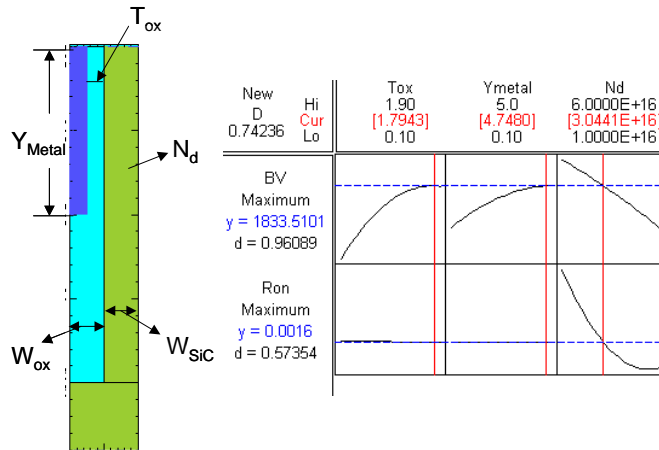 Tox
YMetal
Nd
Wox
WSiC
New
D
0.74236
Hi
Cur
Lo
Tox
1.90
[1.7943]
0.10
Ymetal
5.0
[4.7480]
0.10
Nd
6.0000E+16
[3.0441E+16]
1.0000E+16
BV
Maximum
y = 1833.5101
d = 0.96089
Ron
Maximum
y = 0.0016
d = 0.57354